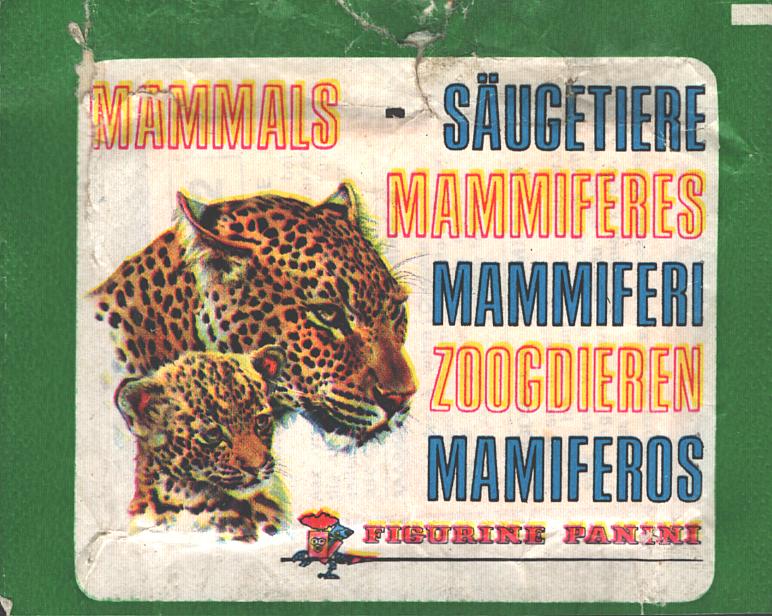 MAMMALS - SÄUGETIERE
MAMMIFERES
MAMMIFERI
ZOOGDIEREN
MAMIFEROS
FIGURINE PANINI